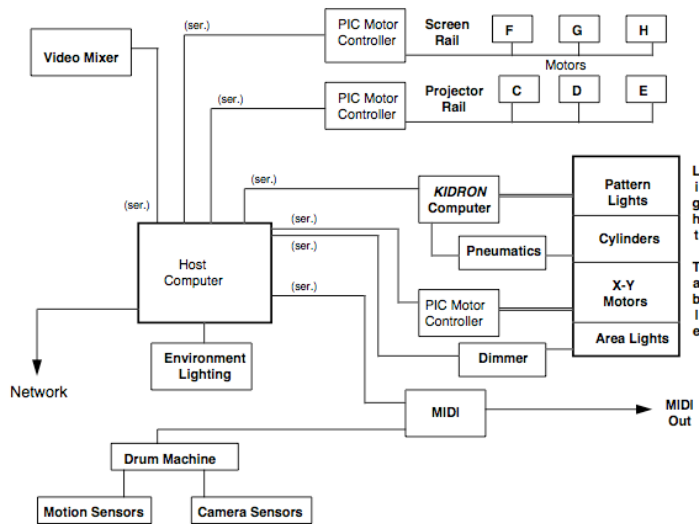 PIC Motor
Controller
Screen
Rail
F
G
H
Motors
Video Mixer
(ser.)
PIC Motor
Controller
Projector
Rail
C
D
E
(ser.)
(ser.)
KIDRON
Computer
Pattern
Lights
Light Table
(ser.)
(ser.)
(ser.)
Pneumatics
Cylinders
Host
Computer
(ser.)
PIC Motor
Controller
X-Y
Motors
Dimmer
Area Lights
Environment
Lighting
Network
MIDI
MIDI
Out
Drum Machine
Motion Sensors
Camera Sensors